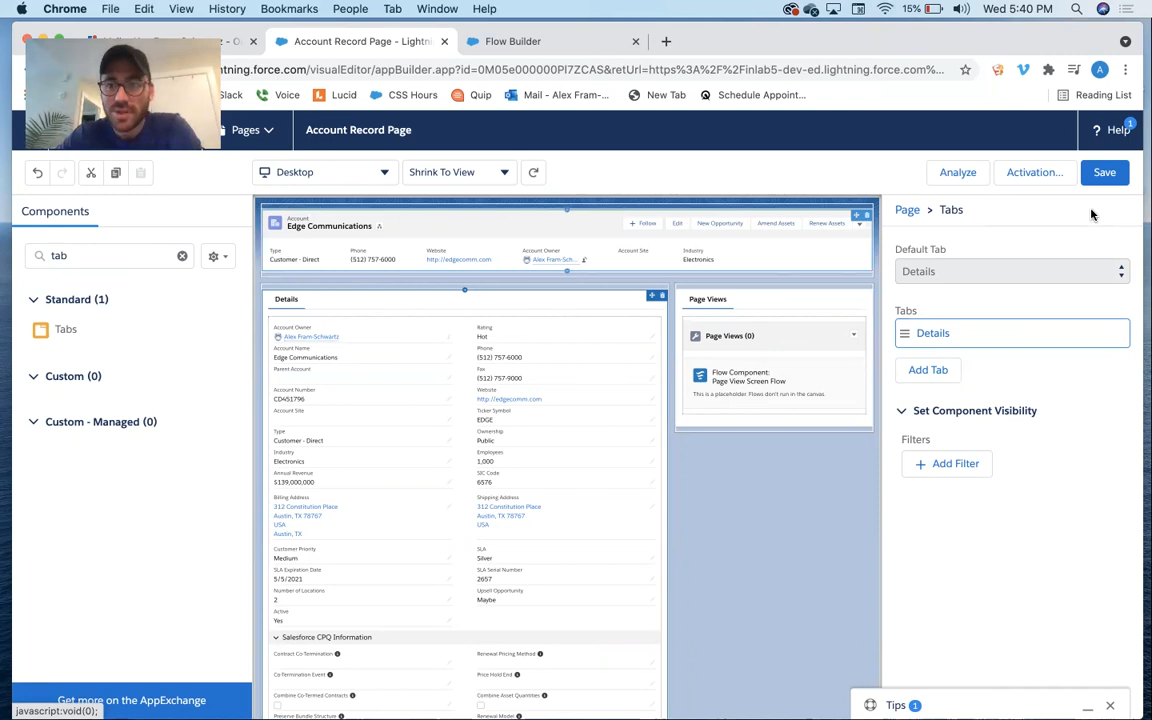 Chrome File Edit View History Bookmarks People Tab Window Help 15% Wed 5:40 PM
Account Record Page - Lightni
Flow Builder
htning.force.com/visualEditor/appBuilder.app?id=0M05e000000PI7ZCAS&retUrl=https%3A%2F%2Finlab5-dev-ed.lightning.force.com%...
A
Slack Voice Lucid CSS Hours Quip Mail - Alex Fram-... New Tab Schedule Appoint... Reading List
Pages Account Record Page ? Help 1
Desktop Shrink To View Analyze Activation... Save
Components
tab
Standard (1)
Tabs
Custom (0)
Custom - Managed (0)
Get more on the AppExchange
javascript:void(0);
Account
Edge Communications
+ Follow Edit New Opportunity Amend Assets Renew Assets
Type Phone Website Account Owner Account Site Industry
Customer - Direct (512) 757-6000 http://edgecomm.com Alex Fram-Sch... Electronics
Details
Account Owner Rating
Alex Fram-Schwartz Hot
Account Name Phone
Edge Communications (512) 757-6000
Parent Account Fax
(512) 757-9000
Account Number Website
CD451796 http://edgecomm.com
Account Site Ticker Symbol
EDGE
Type Ownership
Customer - Direct Public
Industry Employees
Electronics 1,000
Annual Revenue SIC Code
$139,000,000 6576
Billing Address Shipping Address
312 Constitution Place 312 Constitution Place
Austin, TX 78767 Austin, TX 78767
USA USA
Austin, TX
Customer Priority SLA
Medium Silver
SLA Expiration Date SLA Serial Number
5/5/2021 2657
Number of Locations Upsell Opportunity
2 Maybe
Active
Yes
Salesforce CPQ Information
Contract Co-Termination Renewal Pricing Method
Co-Termination Event Price Hold End
Combine Co-Termed Contracts Combine Asset Quantities
Preserve Bundle Structure Renewal Model
Page Views
Page Views (0)
Flow Component:
Page View Screen Flow
This is a placeholder. Flows don't run in the canvas.
Page > Tabs
Default Tab
Details
Tabs
Details
Add Tab
Set Component Visibility
Filters
+ Add Filter
Tips 1